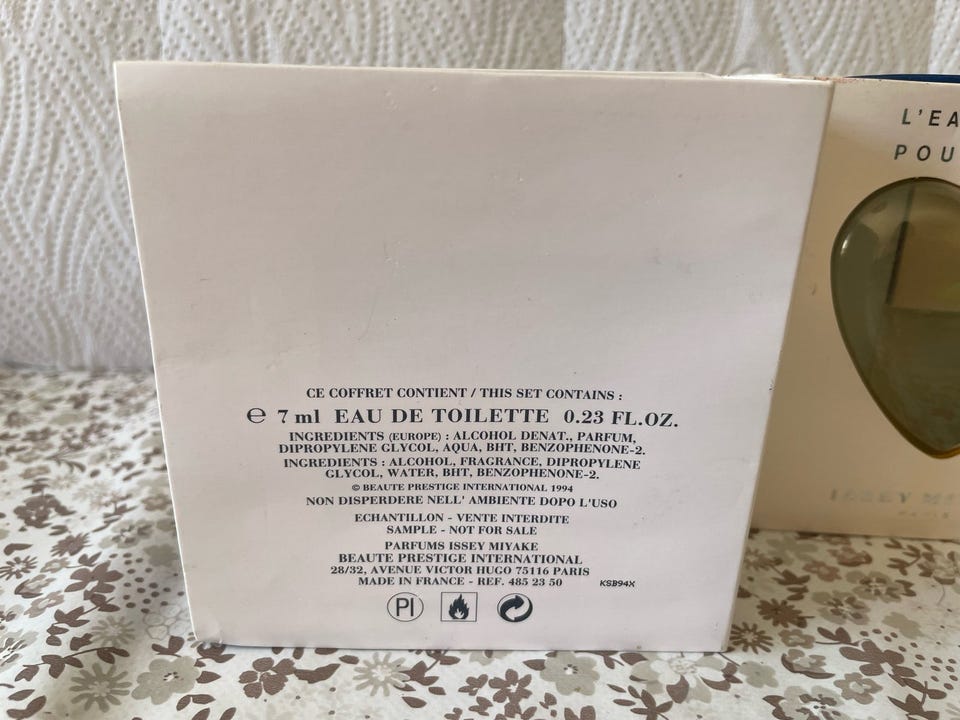 CE COFFRET CONTIENT / THIS SET CONTAINS :
℮ 7 ml EAU DE TOILETTE 0.23 FL.OZ.
INGREDIENTS (EUROPE) : ALCOHOL DENAT., PARFUM,
DIPROPYLENE GLYCOL, AQUA, BHT, BENZOPHENONE-2.
INGREDIENTS : ALCOHOL, FRAGRANCE, DIPROPYLENE
GLYCOL, WATER, BHT, BENZOPHENONE-2.
© BEAUTE PRESTIGE INTERNATIONAL 1994
NON DISPERDERE NELL' AMBIENTE DOPO L'USO
ECHANTILLON - VENTE INTERDITE
SAMPLE - NOT FOR SALE
PARFUMS ISSEY MIYAKE
BEAUTE PRESTIGE INTERNATIONAL
28/32, AVENUE VICTOR HUGO 75116 PARIS
MADE IN FRANCE - REF. 485 23 50
KSB94X
PI
L'EA
POU
ISSEY